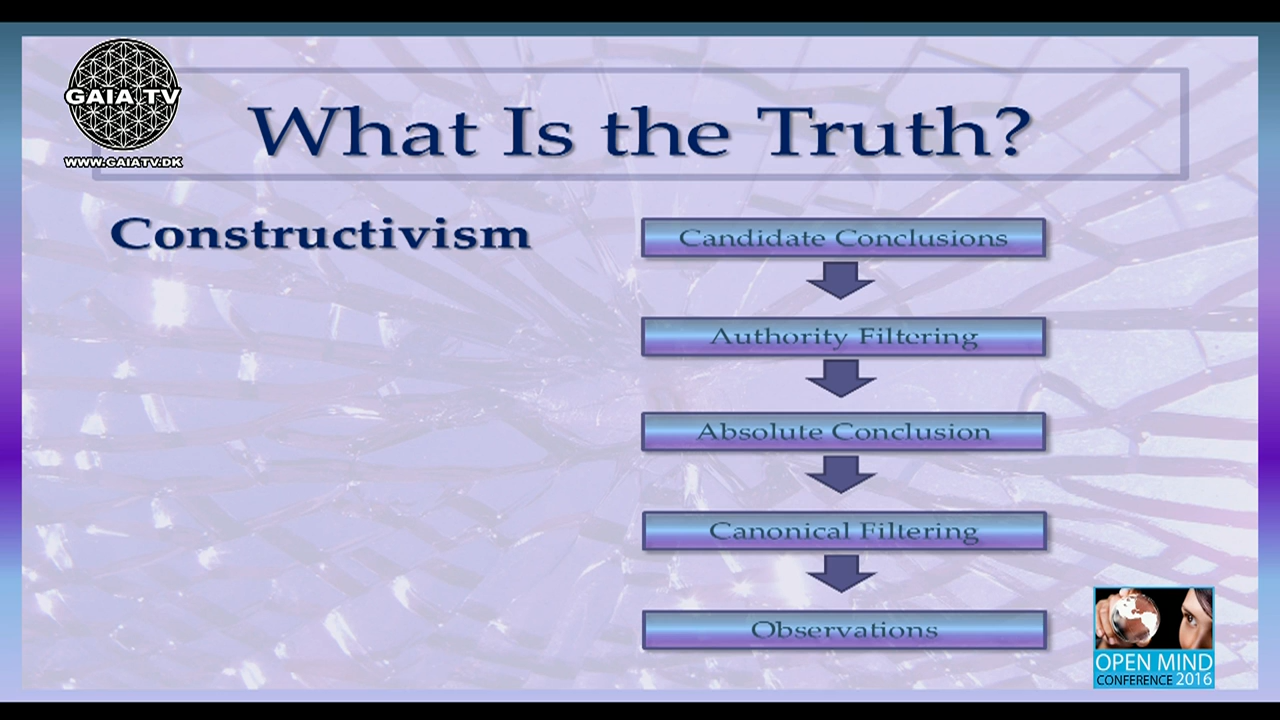 GAIA TV
WWW.GAIATV.DK
What Is the Truth?
Constructivism
Candidate Conclusions
Authority Filtering
Absolute Conclusion
Canonical Filtering
Observations
OPEN MIND
CONFERENCE 2016